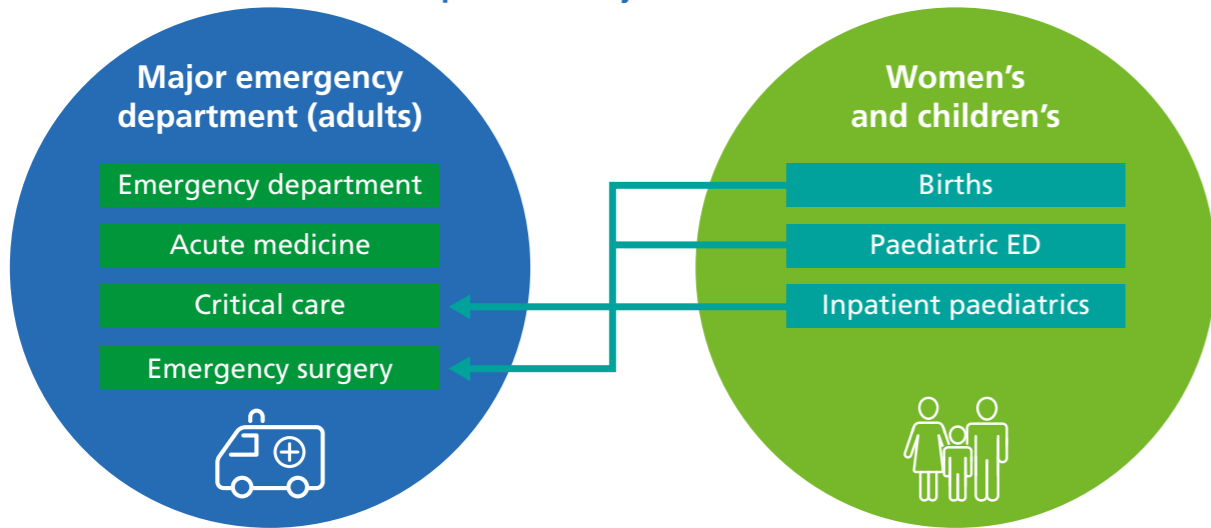 Major emergency
department (adults)
Emergency department
Acute medicine
Critical care
Emergency surgery
Women's
and children's
Births
Paediatric ED
Inpatient paediatrics